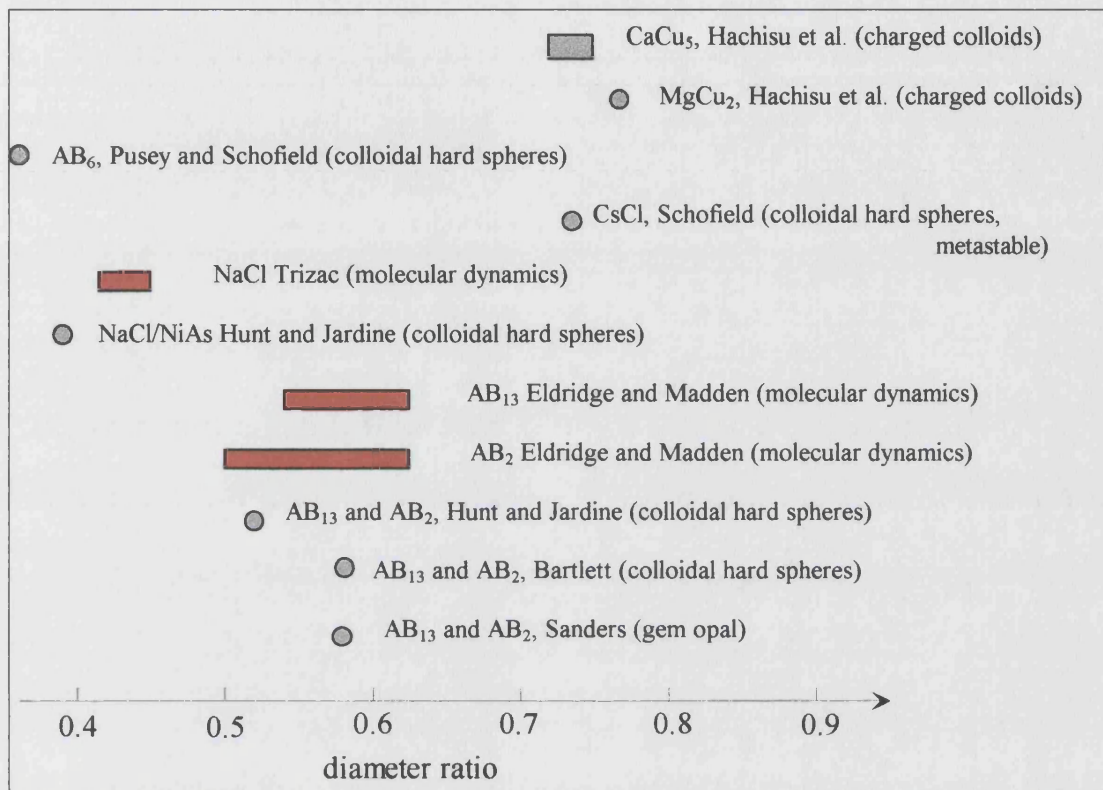 CaCu₅, Hachisu et al. (charged colloids)
MgCu₂, Hachisu et al. (charged colloids)
AB₆, Pusey and Schofield (colloidal hard spheres)
CsCl, Schofield (colloidal hard spheres,
metastable)
NaCl Trizac (molecular dynamics)
NaCl/NiAs Hunt and Jardine (colloidal hard spheres)
AB₁₃ Eldridge and Madden (molecular dynamics)
AB₂ Eldridge and Madden (molecular dynamics)
AB₁₃ and AB₂, Hunt and Jardine (colloidal hard spheres)
AB₁₃ and AB₂, Bartlett (colloidal hard spheres)
AB₁₃ and AB₂, Sanders (gem opal)
0.4 0.5 0.6 0.7 0.8 0.9
diameter ratio